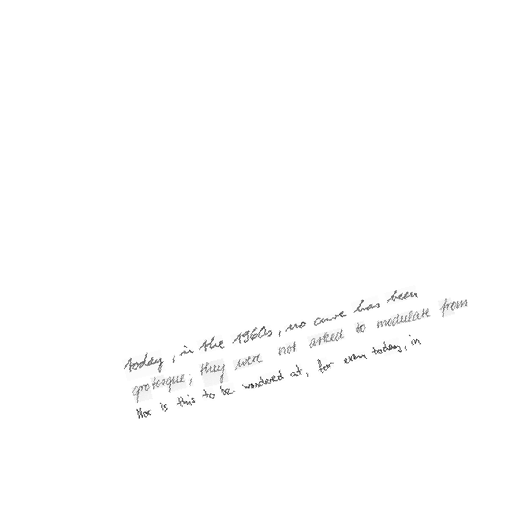 today, in the 1960s, no cure has been
grotesque; they were not asked to modulate from
Nor is this to be wondered at, for even today, in